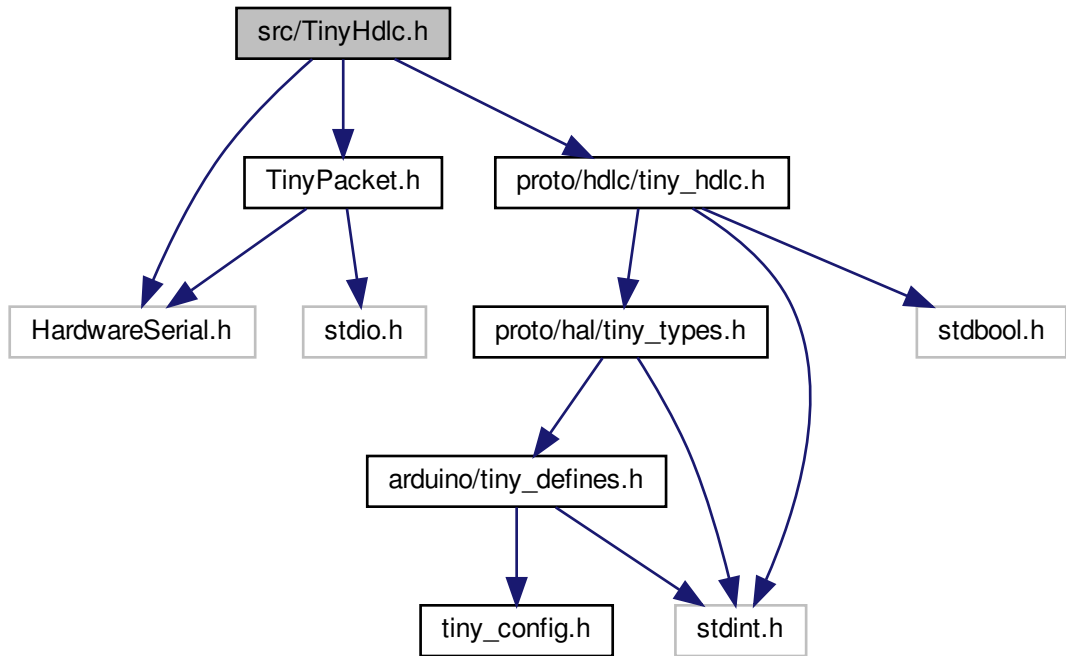 src/TinyHdlc.h
TinyPacket.h
proto/hdlc/tiny_hdlc.h
HardwareSerial.h
stdio.h
proto/hal/tiny_types.h
stdbool.h
arduino/tiny_defines.h
tiny_config.h
stdint.h